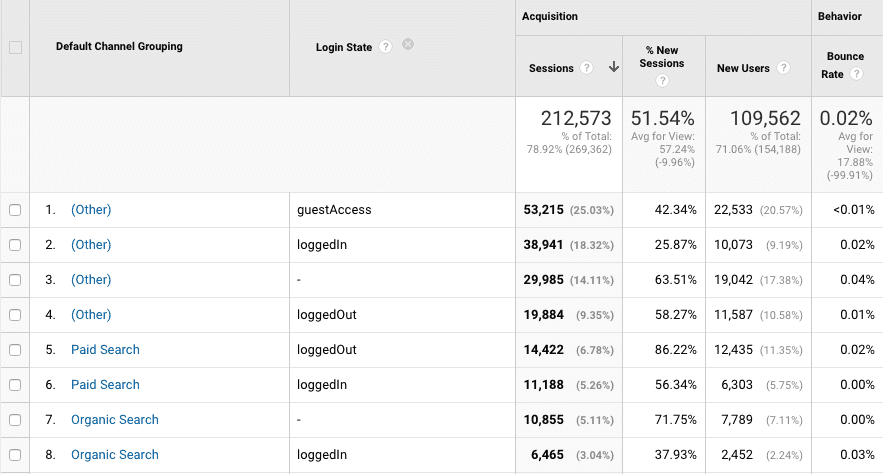 Acquisition Behavior
Default Channel Grouping Login State ? Sessions ? % New Sessions ? New Users ? Bounce Rate ?
212,573 51.54% 109,562 0.02%
% of Total: 78.92% (269,362) Avg for View: 57.24% (-9.96%) % of Total: 71.06% (154,188) Avg for View: 17.88% (-99.91%)
1. (Other) guestAccess 53,215 (25.03%) 42.34% 22,533 (20.57%) <0.01%
2. (Other) loggedIn 38,941 (18.32%) 25.87% 10,073 (9.19%) 0.02%
3. (Other) - 29,985 (14.11%) 63.51% 19,042 (17.38%) 0.04%
4. (Other) loggedOut 19,884 (9.35%) 58.27% 11,587 (10.58%) 0.01%
5. Paid Search loggedOut 14,422 (6.78%) 86.22% 12,435 (11.35%) 0.02%
6. Paid Search loggedIn 11,188 (5.26%) 56.34% 6,303 (5.75%) 0.00%
7. Organic Search - 10,855 (5.11%) 71.75% 7,789 (7.11%) 0.00%
8. Organic Search loggedIn 6,465 (3.04%) 37.93% 2,452 (2.24%) 0.03%